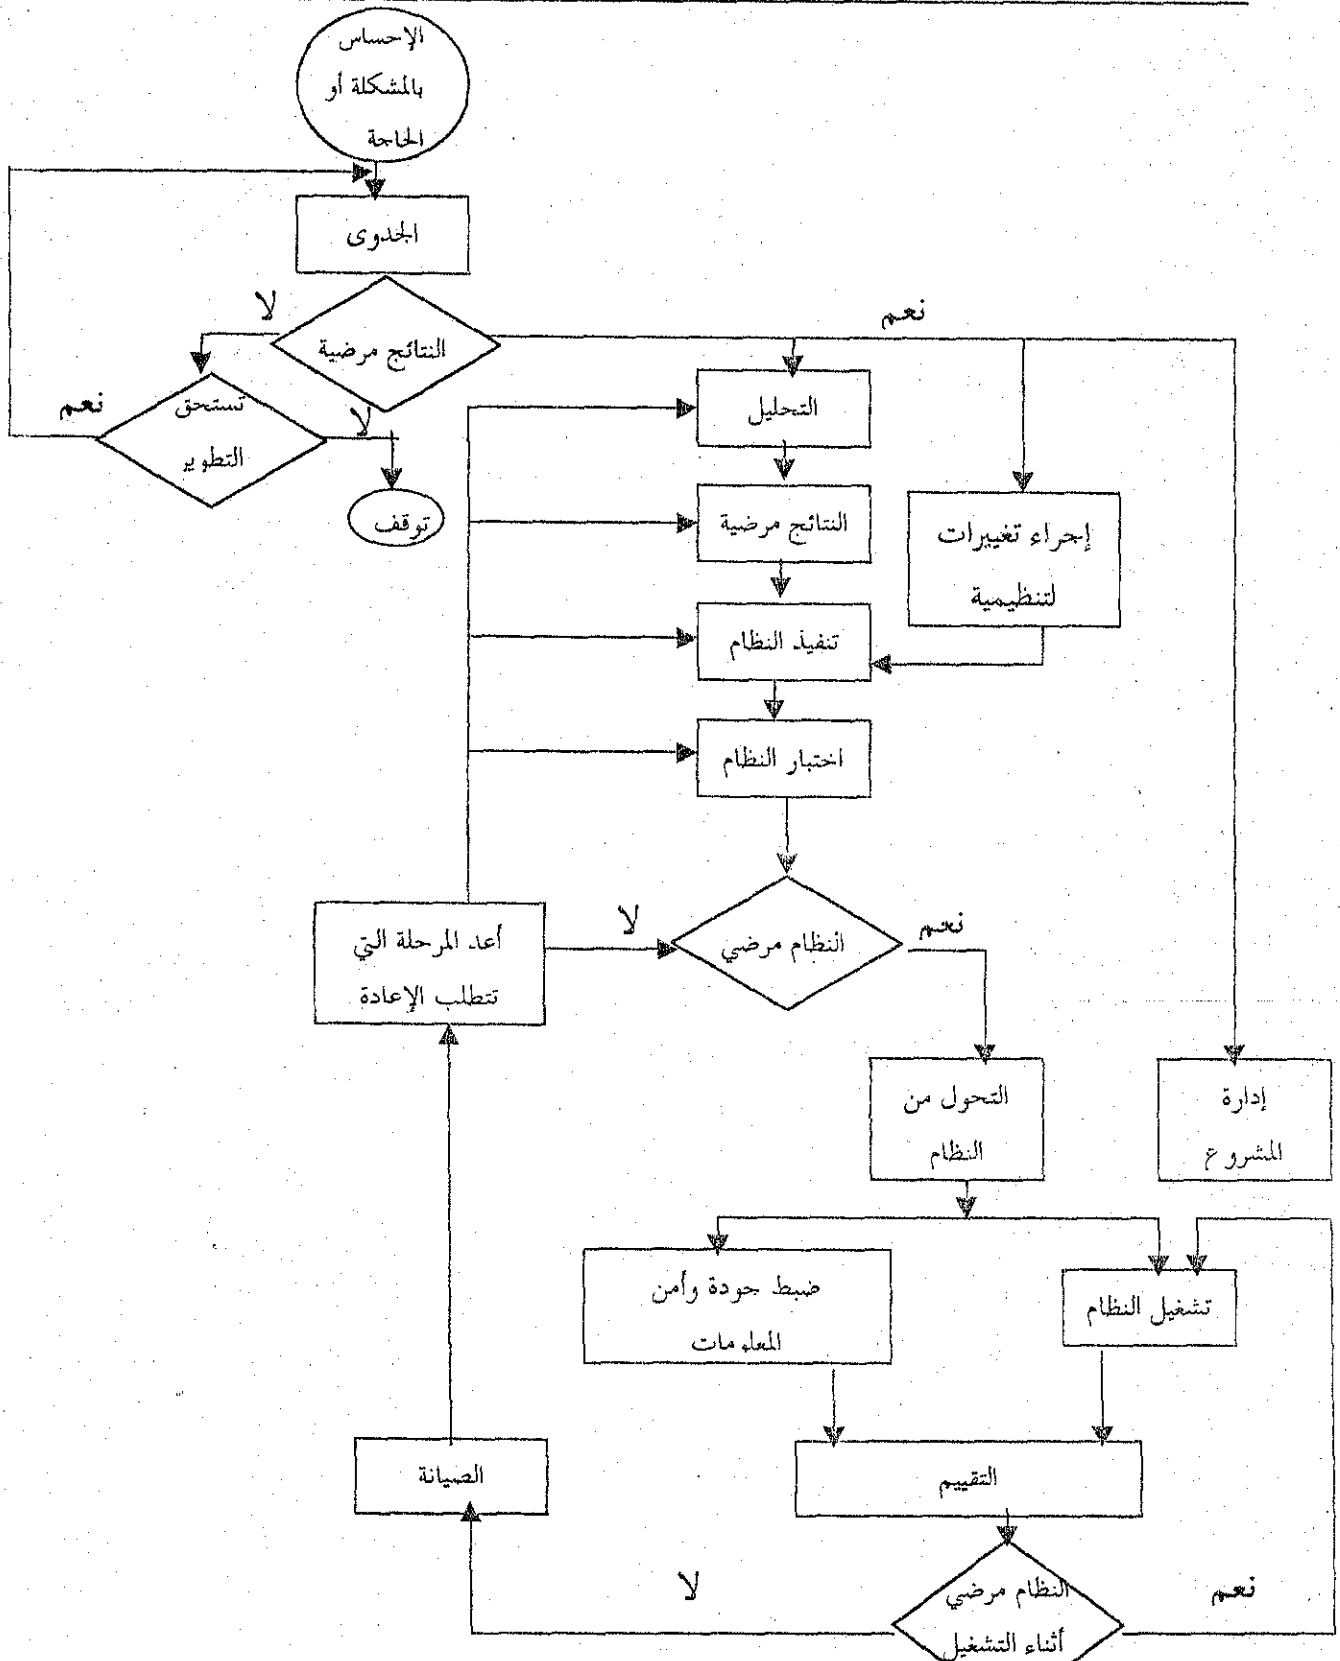 الإحساس
بالمشكلة أو
الحاجة
الجدوى
لا
نعم
النتائج مرضية
نعم
تستحق
التطوير
لا
توقف
التحليل
النتائج مرضية
إجراء تغييرات
لتنظيمية
تنفيذ النظام
اختبار النظام
أعد المرحلة التي
تتطلب الإعادة
لا
النظام مرضي
نعم
التحول من
النظام
إدارة
المشروع
ضبط جودة وأمن
المعلومات
تشغيل النظام
الصيانة
التقييم
لا
النظام مرضي
أثناء التشغيل
نعم